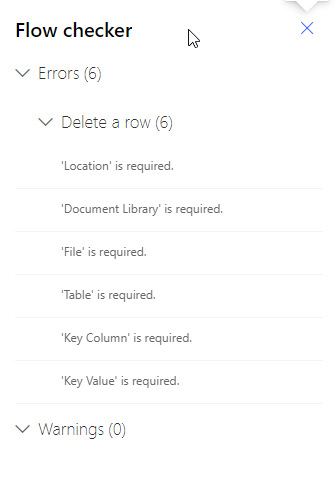 Flow checker
Errors (6)
Delete a row (6)
'Location' is required.
'Document Library' is required.
'File' is required.
'Table' is required.
'Key Column' is required.
'Key Value' is required.
Warnings (0)